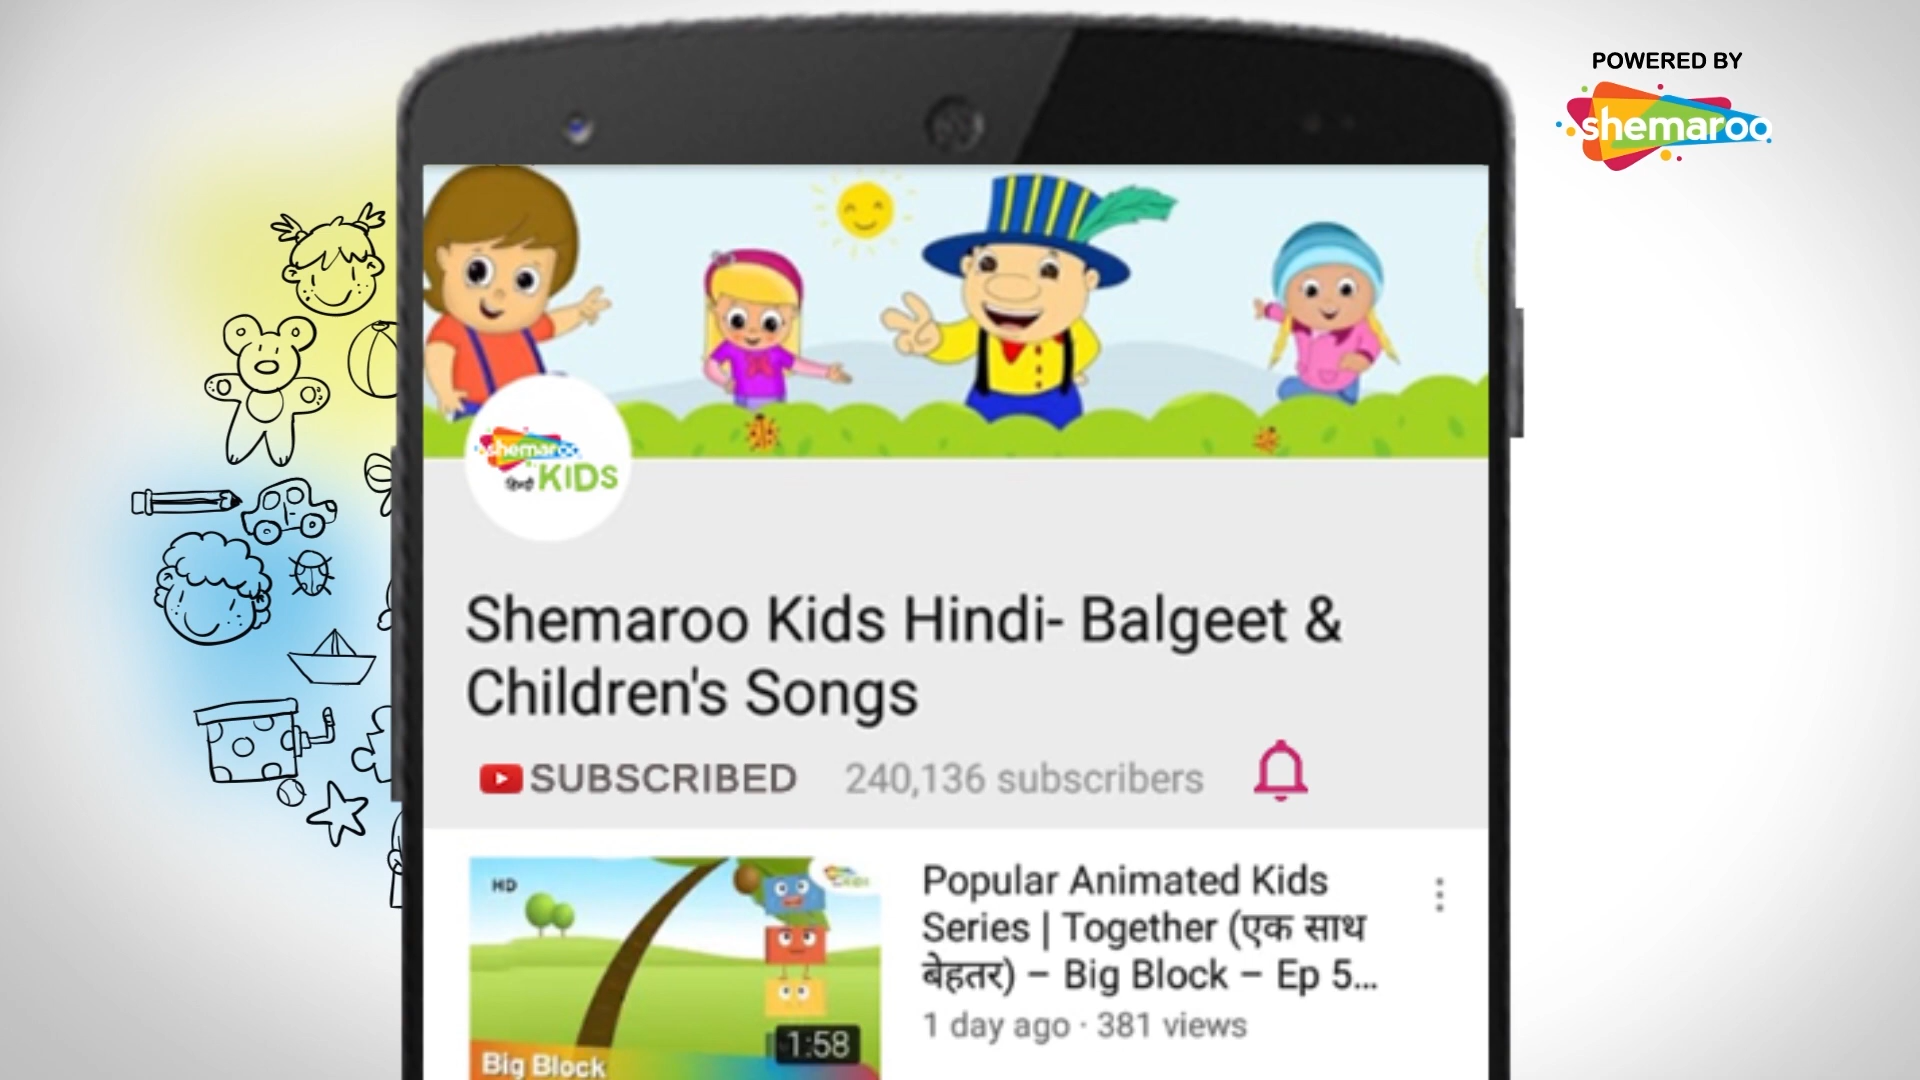 POWERED BY
shemaroo
shemaroo
हिन्दी KIDS
Shemaroo Kids Hindi- Balgeet &
Children's Songs
SUBSCRIBED 240,136 subscribers
HD
Popular Animated Kids
Series | Together (एक साथ
बेहतर) – Big Block – Ep 5...
1 day ago · 381 views
1:58
Big Block